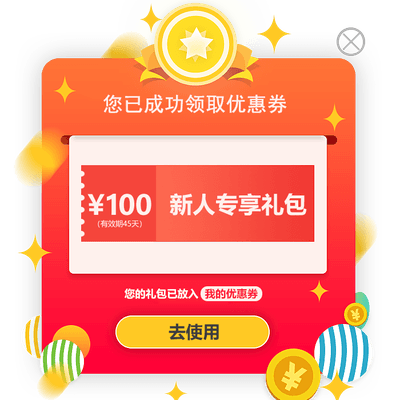 您已成功领取优惠券
¥100
(有效期45天)
新人专享礼包
您的礼包已放入 我的优惠券
去使用
¥